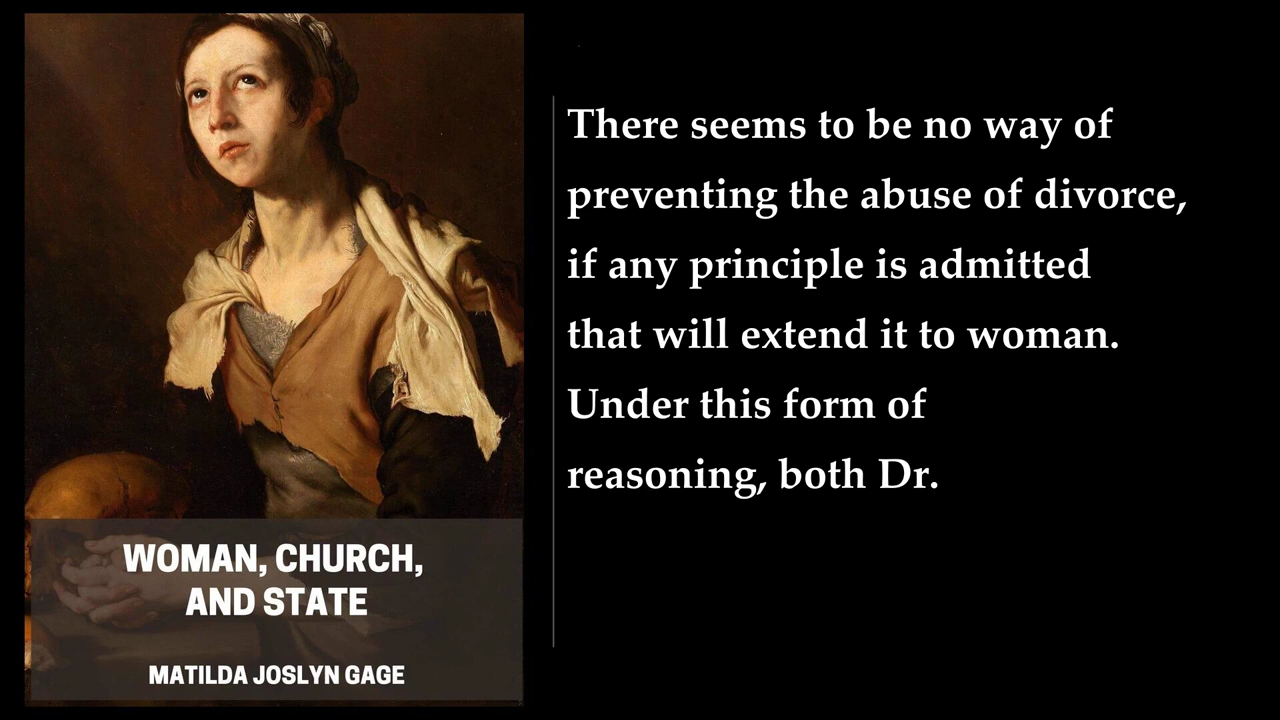 WOMAN, CHURCH,
AND STATE
MATILDA JOSLYN GAGE
There seems to be no way of
preventing the abuse of divorce,
if any principle is admitted
that will extend it to woman.
Under this form of
reasoning, both Dr.